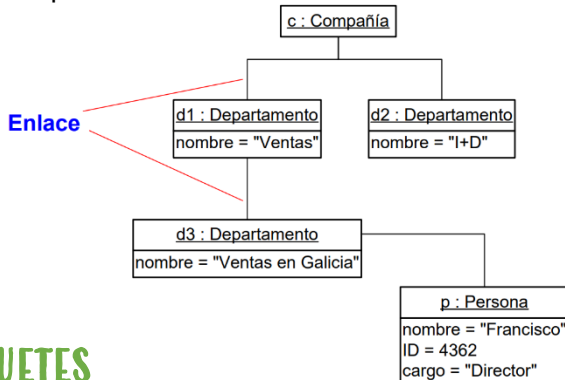 c : Compañía
Enlace
d1 : Departamento
nombre = "Ventas"
d2 : Departamento
nombre = "I+D"
d3 : Departamento
nombre = "Ventas en Galicia"
p : Persona
nombre = "Francisco"
ID = 4362
cargo = "Director"